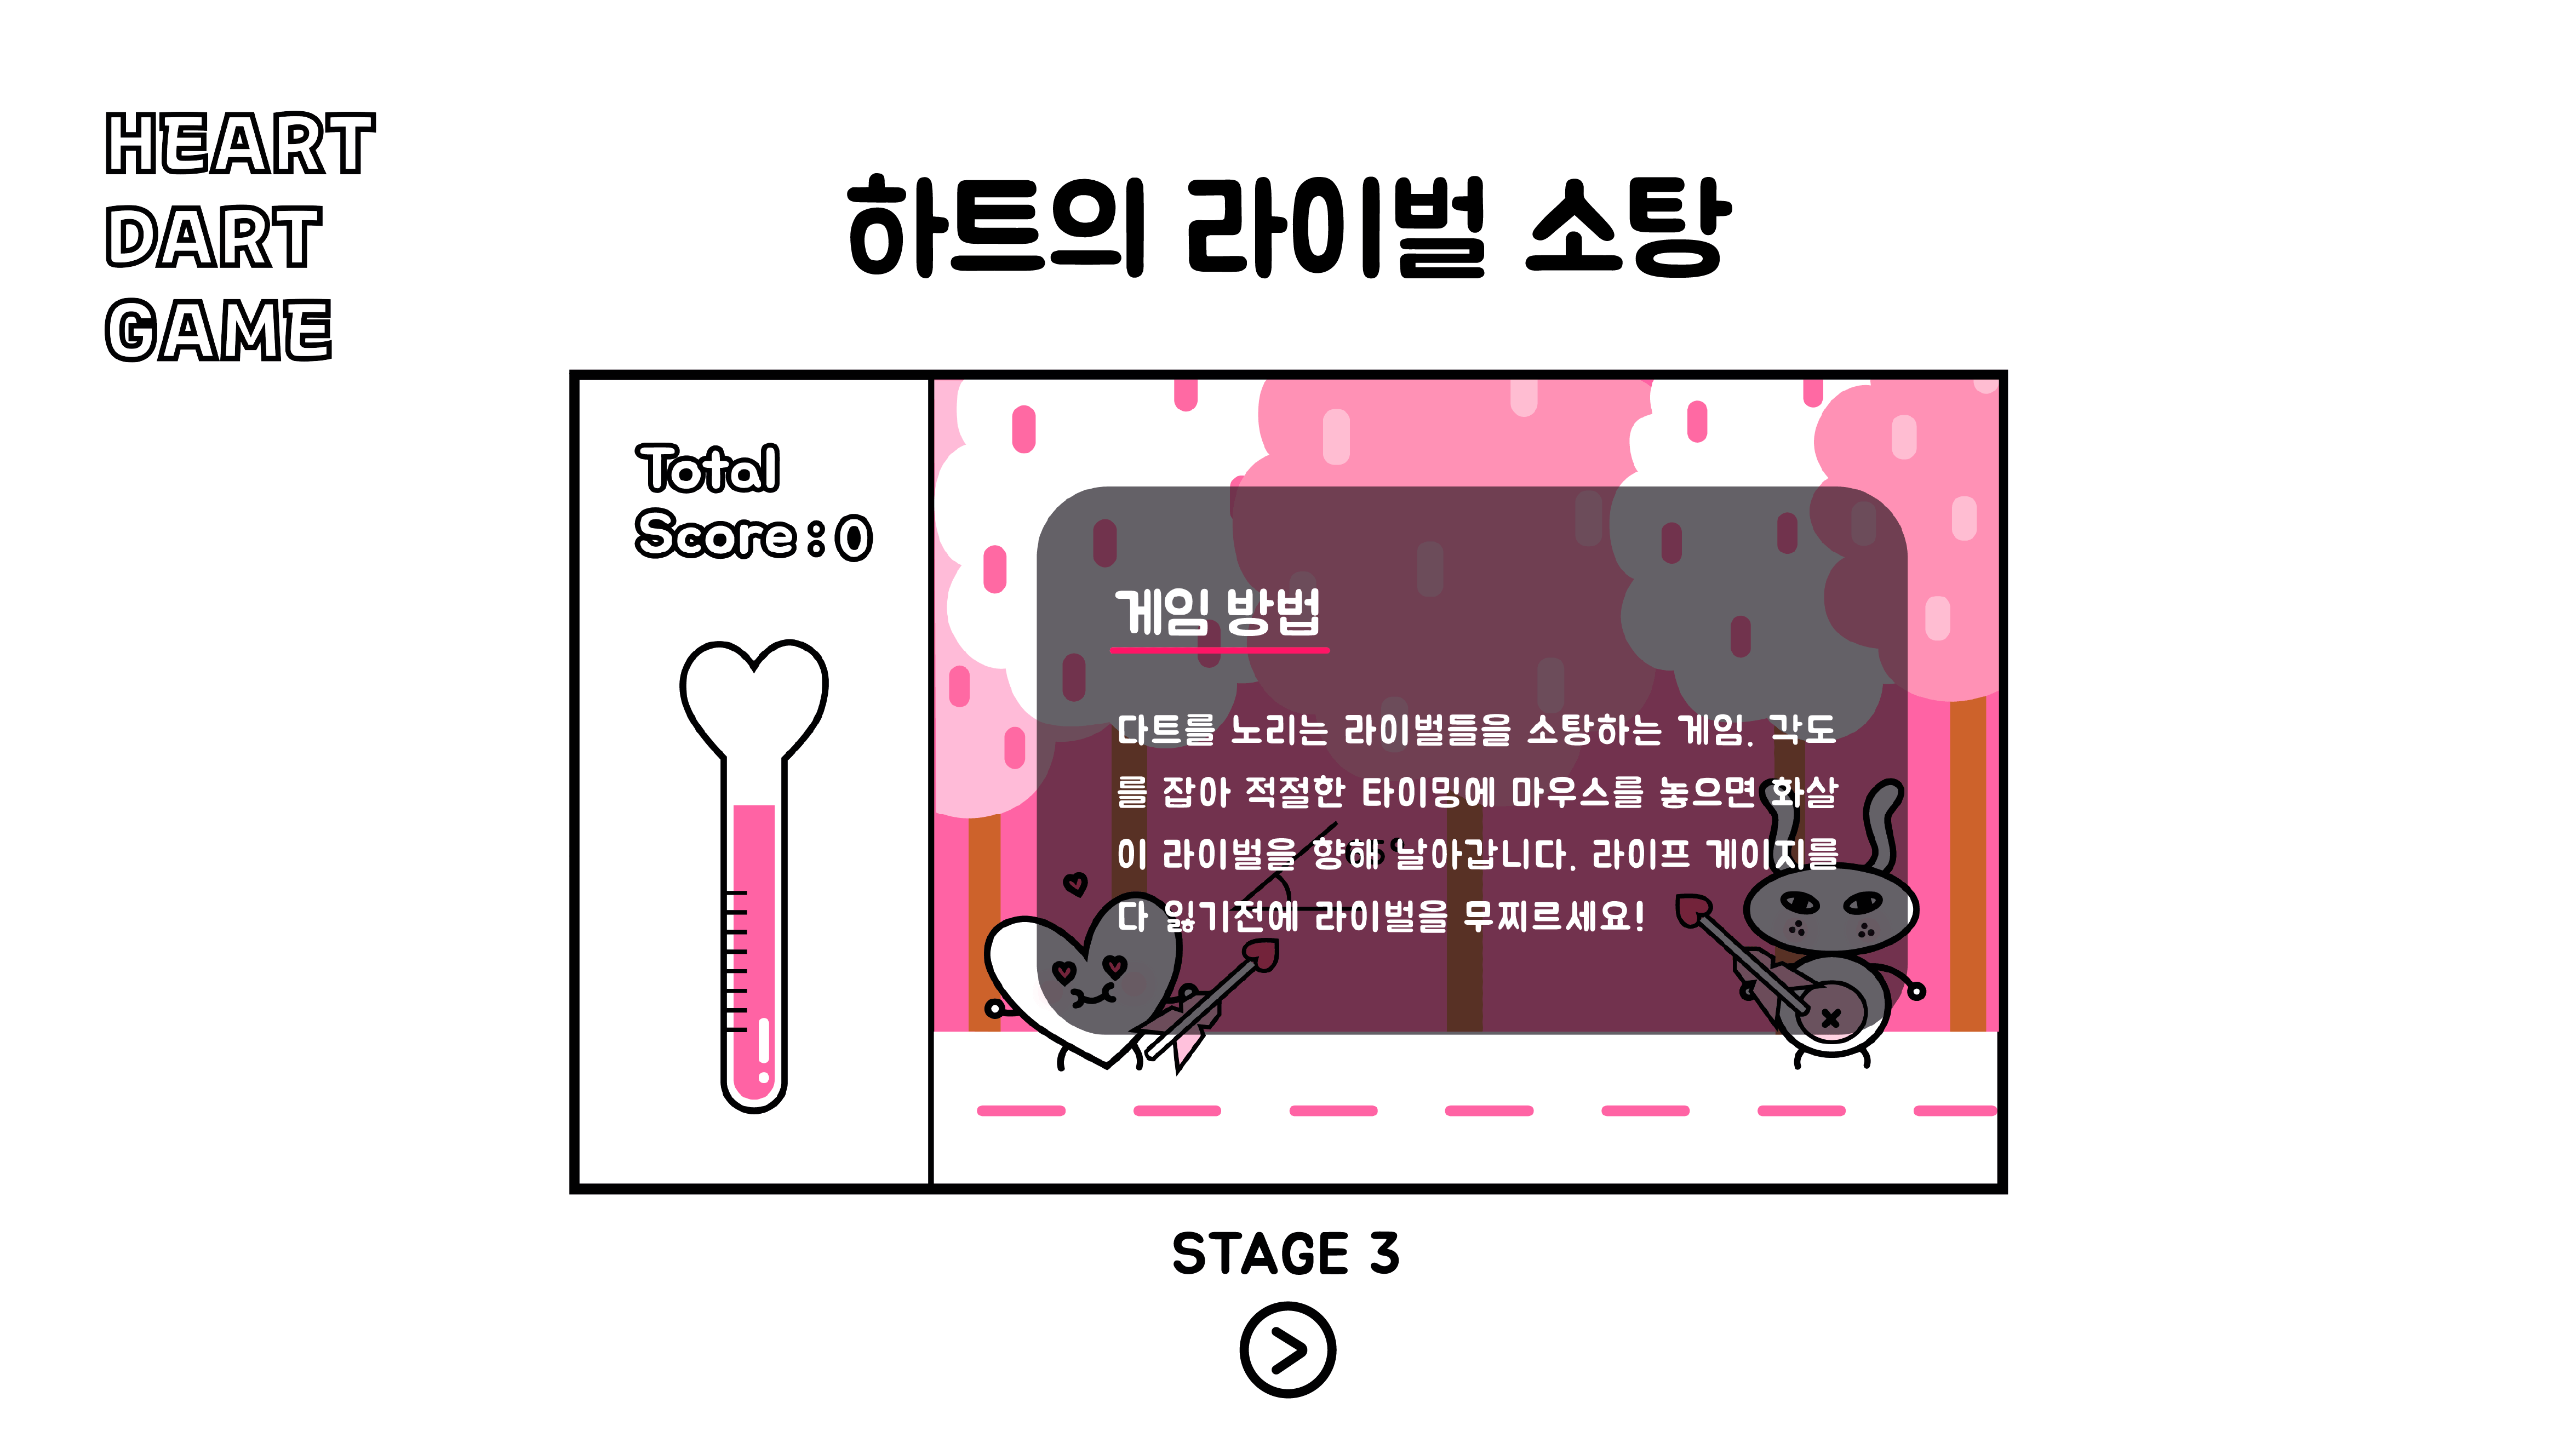 HEART
DART
GAME
하트의 라이벌 소탕
Total
Score : 0
게임 방법
다트를 노리는 라이벌들을 소탕하는 게임. 각도
를 잡아 적절한 타이밍에 마우스를 놓으면 화살
이 라이벌을 향해 날아갑니다. 라이프 게이지를
다 잃기전에 라이벌을 무찌르세요!
STAGE 3